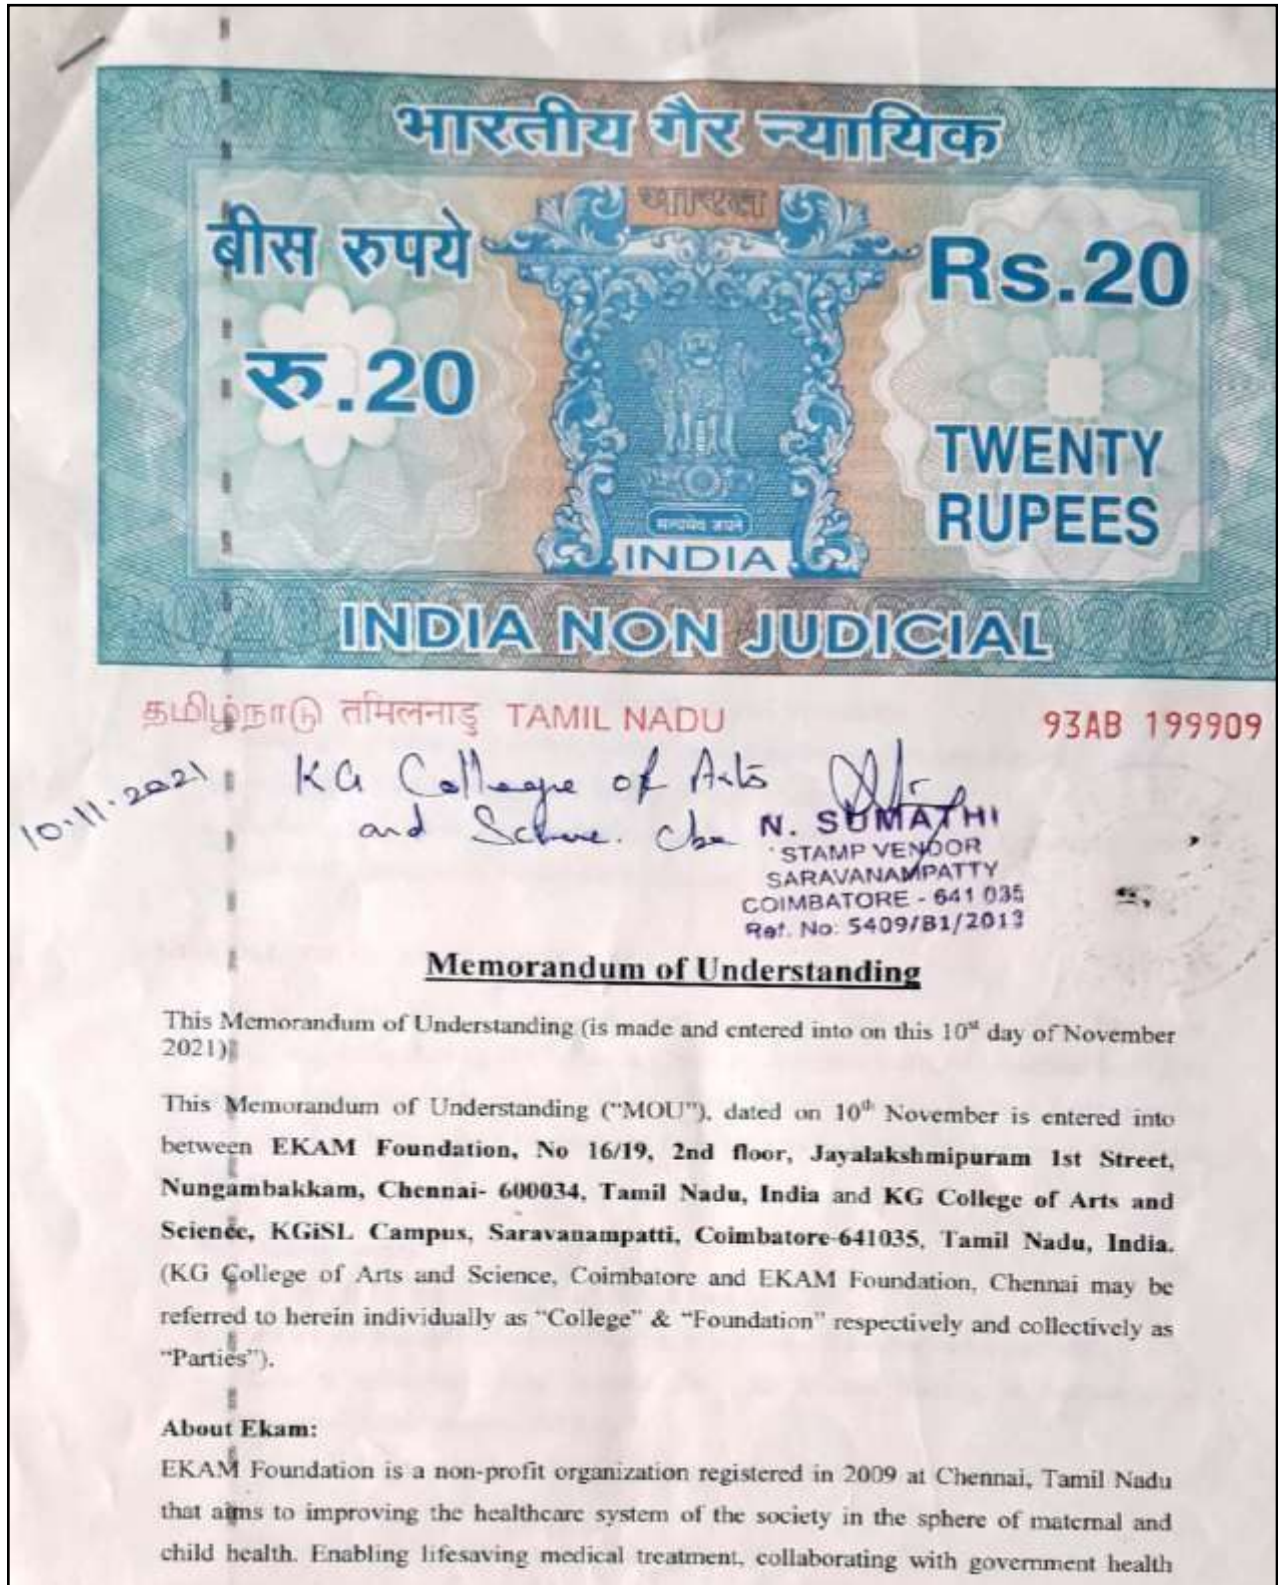 भारतीय गैर न्यायिक
भारत
बीस रुपये
रु.20
Rs.20
TWENTY
RUPEES
सत्यमेव जयते
INDIA
INDIA NON JUDICIAL
தமிழ்நாடு तमिलनाडु TAMIL NADU
93AB 199909
10.11.2021
KG College of Arts
and Science. Cbe
N. SUMATHI
STAMP VENDOR
SARAVANAMPATTY
COIMBATORE - 641 035
Ref. No: 5409/B1/2013
Memorandum of Understanding
This Memorandum of Understanding (is made and entered into on this 10st day of November
2021)
This Memorandum of Understanding (“MOU”), dated on 10th November is entered into
between EKAM Foundation, No 16/19, 2nd floor, Jayalakshmipuram 1st Street,
Nungambakkam, Chennai- 600034, Tamil Nadu, India and KG College of Arts and
Science, KGiSL Campus, Saravanampatti, Coimbatore-641035, Tamil Nadu, India.
(KG College of Arts and Science, Coimbatore and EKAM Foundation, Chennai may be
referred to herein individually as “College” & “Foundation” respectively and collectively as
“Parties”).
About Ekam:
EKAM Foundation is a non-profit organization registered in 2009 at Chennai, Tamil Nadu
that aims to improving the healthcare system of the society in the sphere of maternal and
child health. Enabling lifesaving medical treatment, collaborating with government health